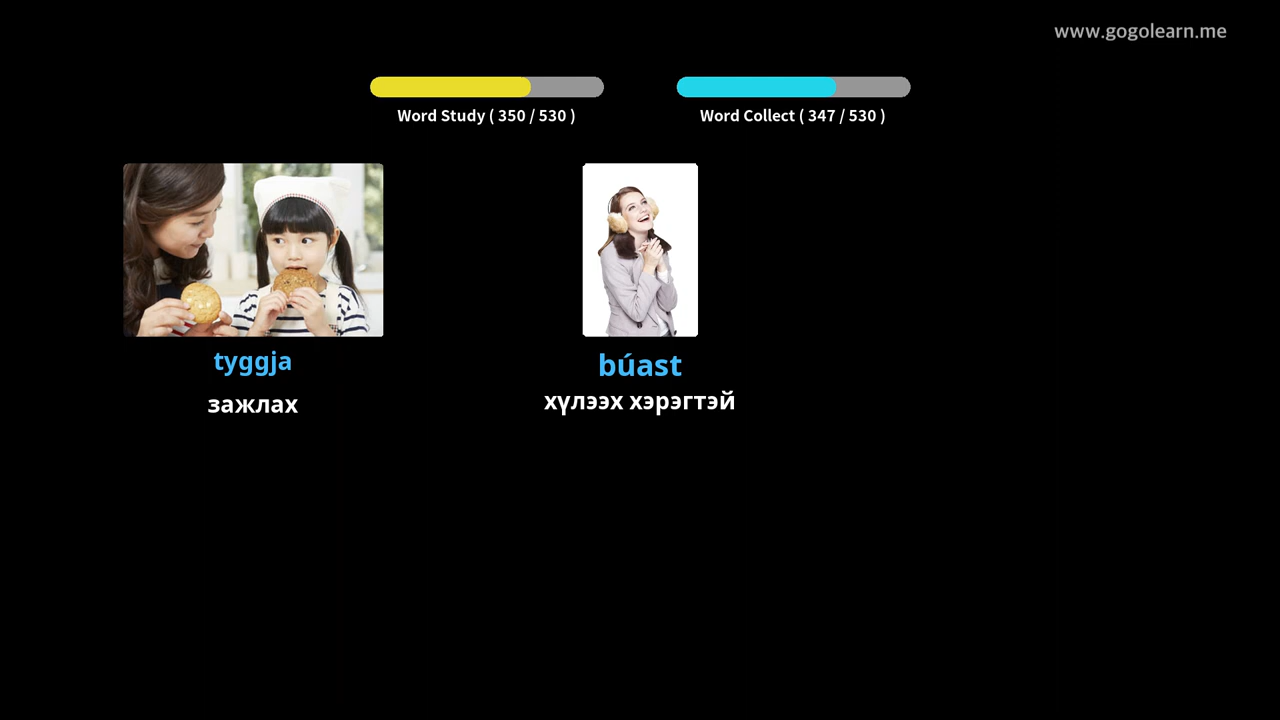 www.gogolearn.me
Word Study ( 350 / 530 )
Word Collect ( 347 / 530 )
tyggja
зажлах
búast
хүлээх хэрэгтэй